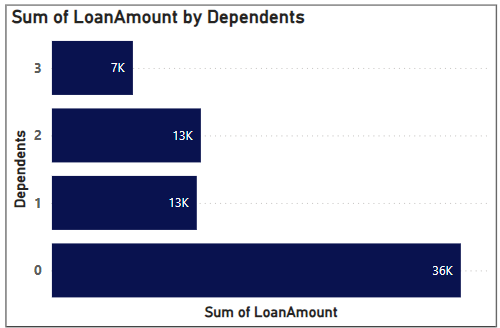 Sum of LoanAmount by Dependents
Dependents
3 7K
2 13K
1 13K
0 36K
Sum of LoanAmount